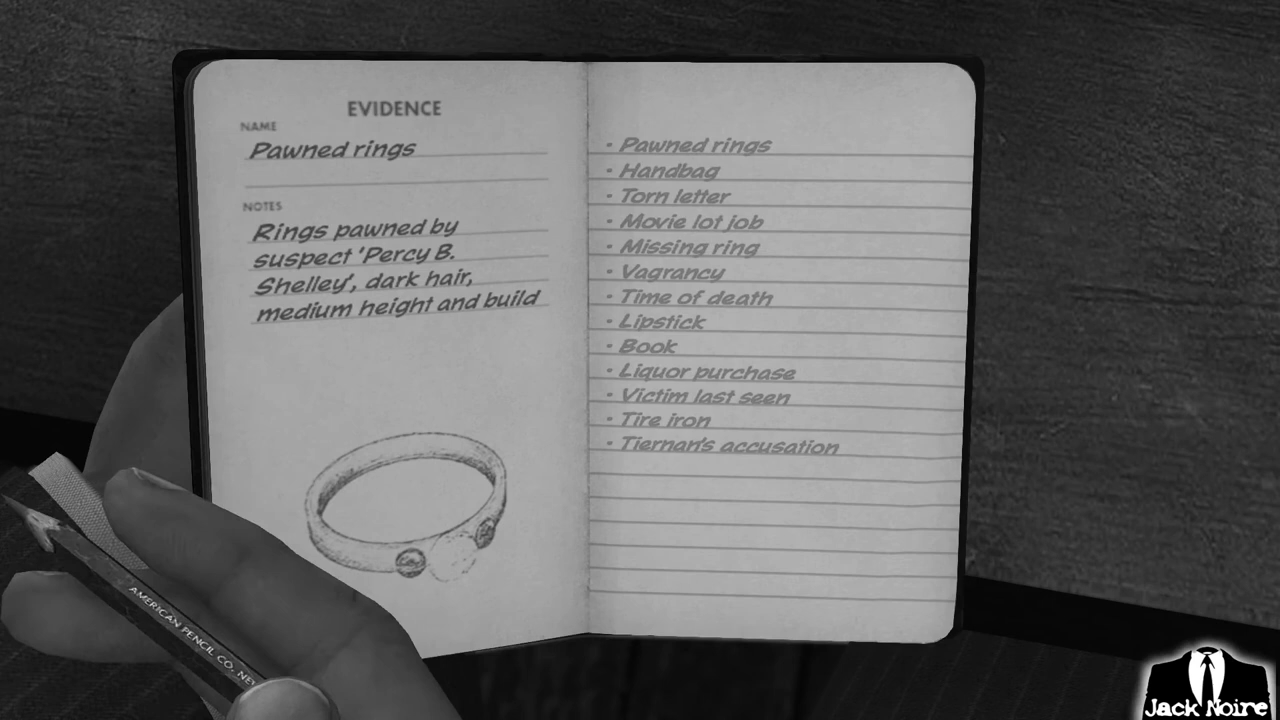 EVIDENCE
NAME
Pawned rings
NOTES
Rings pawned by
suspect 'Percy B.
Shelley', dark hair,
medium height and build
• Pawned rings
• Handbag
• Torn letter
• Movie lot job
• Missing ring
• Vagrancy
• Time of death
• Lipstick
• Book
• Liquor purchase
• Victim last seen
• Tire iron
• Tiernan's accusation
AMERICAN PENCIL CO.
Jack Noire